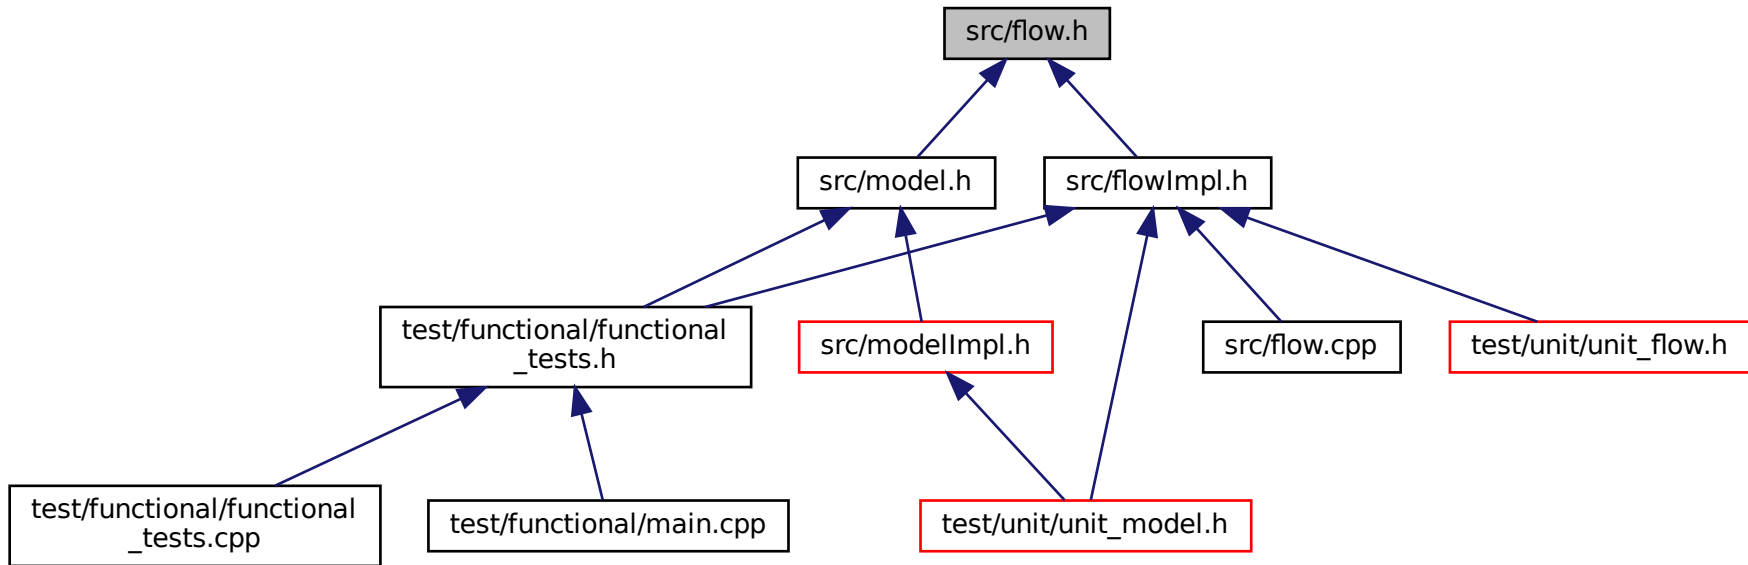 src/flow.h
src/model.h
src/flowImpl.h
test/functional/functional
_tests.h
src/modelImpl.h
src/flow.cpp
test/unit/unit_flow.h
test/functional/functional
_tests.cpp
test/functional/main.cpp
test/unit/unit_model.h